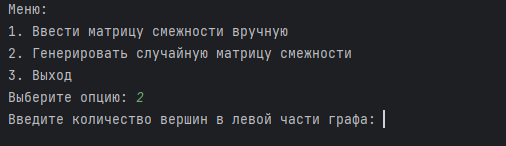 Меню:
1. Ввести матрицу смежности вручную
2. Генерировать случайную матрицу смежности
3. Выход
Выберите опцию: 2
Введите количество вершин в левой части графа: